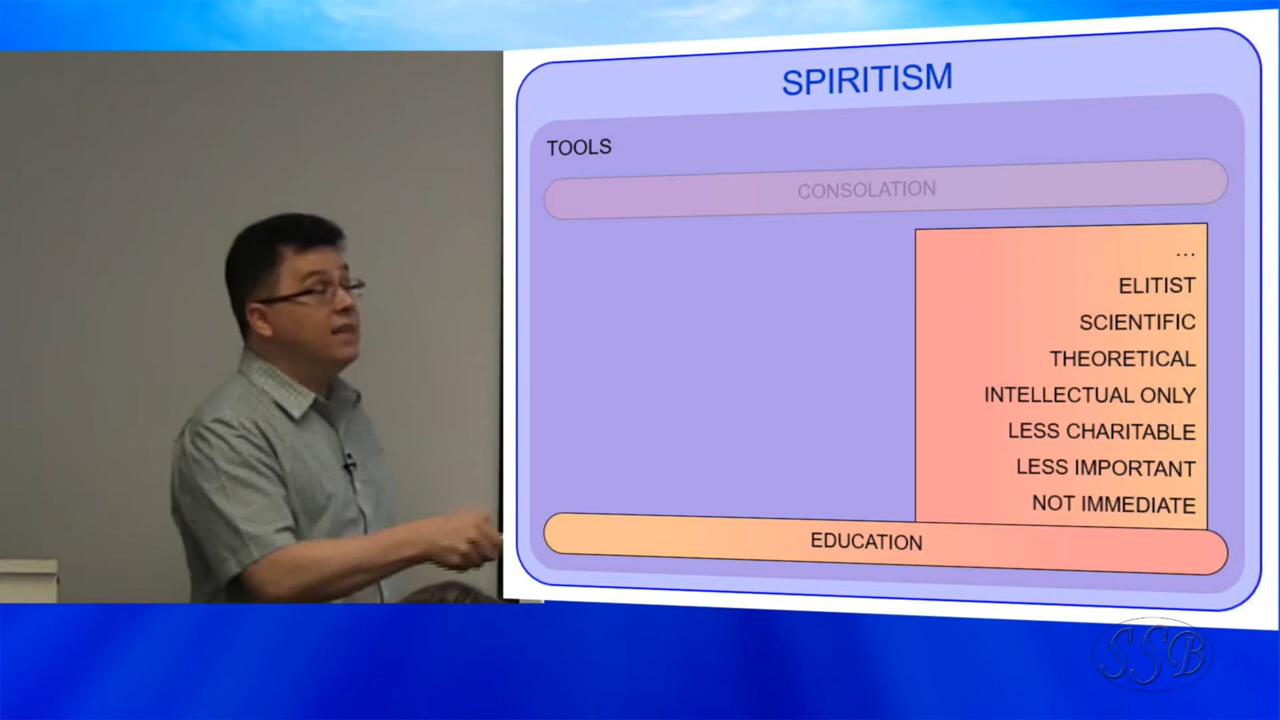 SPIRITISM
TOOLS
CONSOLATION
...
ELITIST
SCIENTIFIC
THEORETICAL
INTELLECTUAL ONLY
LESS CHARITABLE
LESS IMPORTANT
NOT IMMEDIATE
EDUCATION
SSB